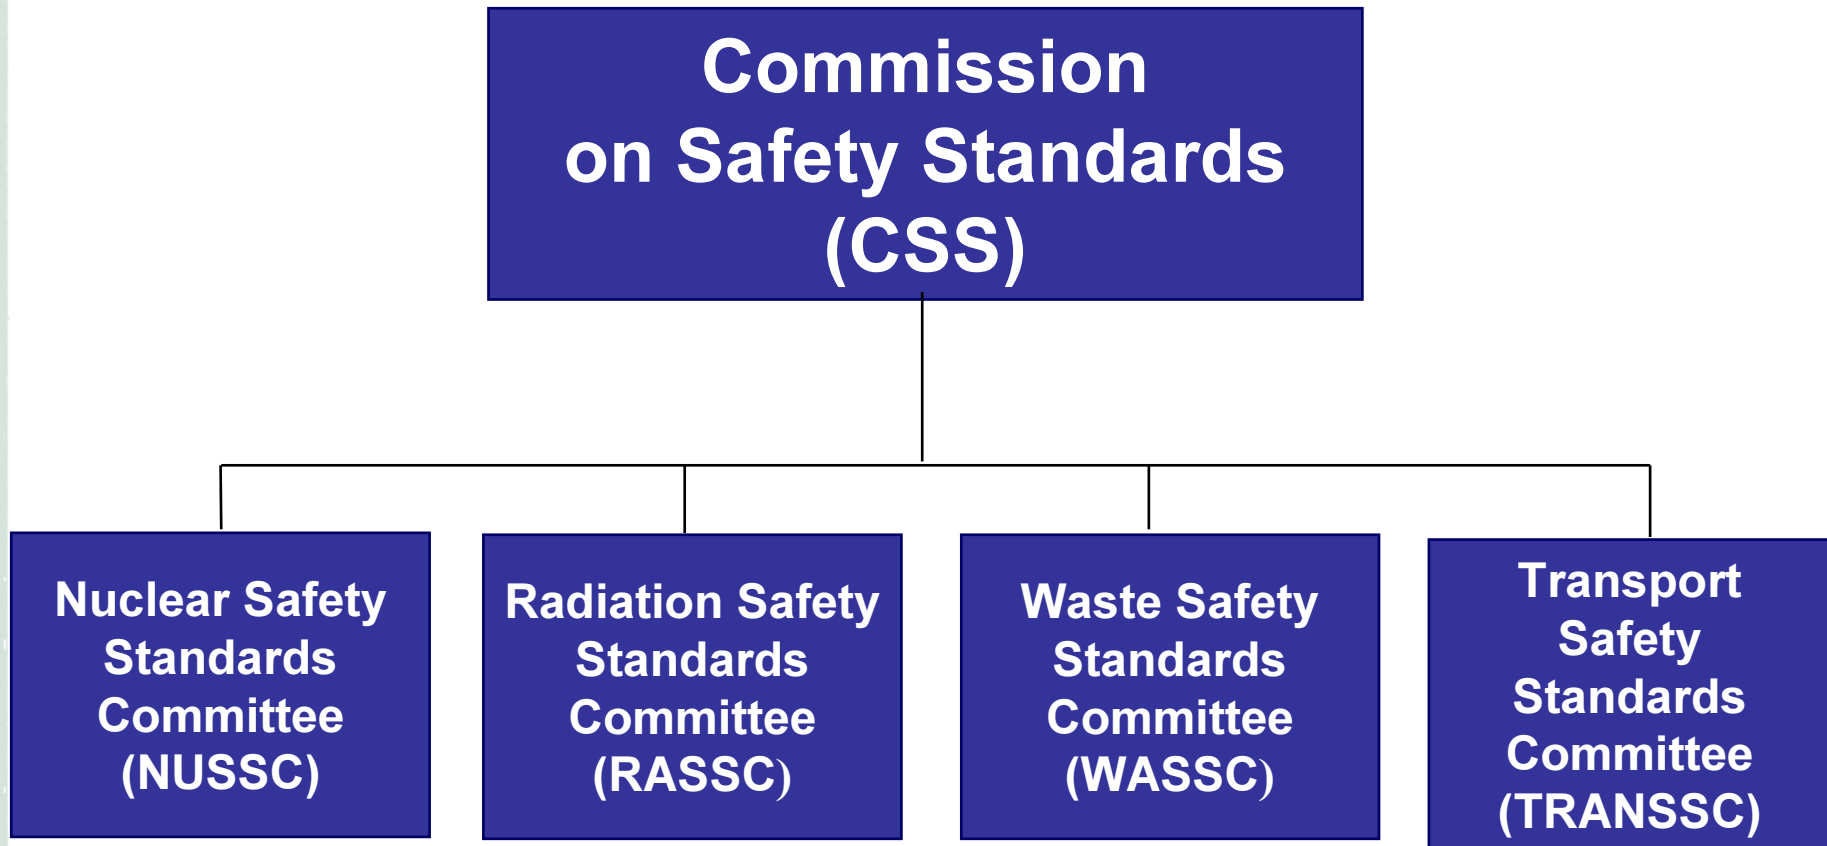 Commission
on Safety Standards
(CSS)
Nuclear Safety
Standards
Committee
(NUSSC)
Radiation Safety
Standards
Committee
(RASSC)
Waste Safety
Standards
Committee
(WASSC)
Transport
Safety
Standards
Committee
(TRANSSC)